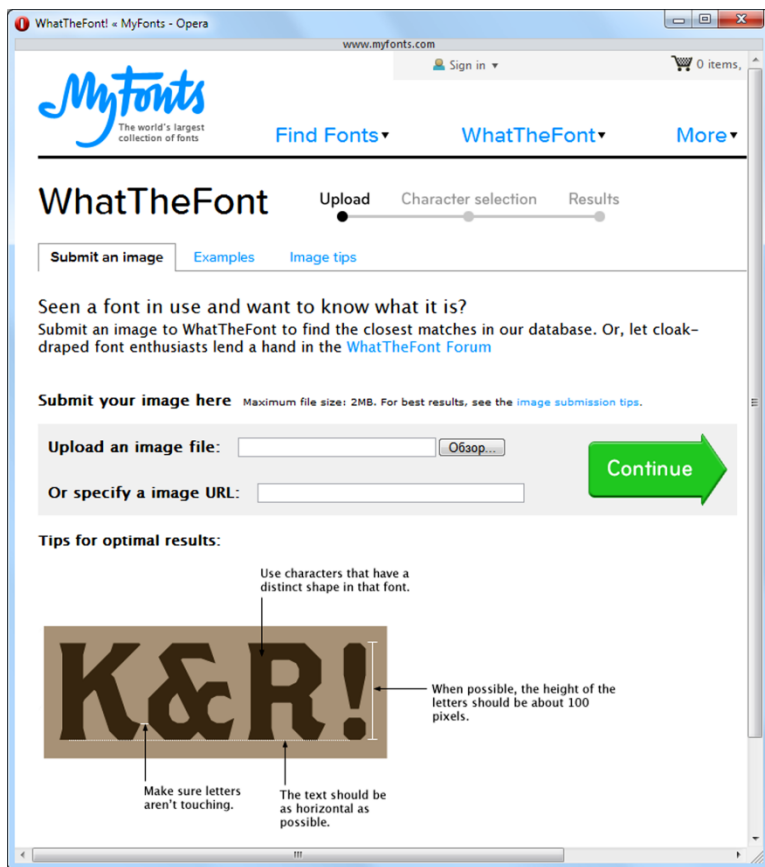 WhatTheFont! « MyFonts - Opera
www.myfonts.com
Sign in ▾
0 items,
MyFonts
The world's largest
collection of fonts
Find Fonts▾ WhatTheFont▾ More▾
WhatTheFont
Upload Character selection Results
Submit an image Examples Image tips
Seen a font in use and want to know what it is?
Submit an image to WhatTheFont to find the closest matches in our database. Or, let cloak-
draped font enthusiasts lend a hand in the WhatTheFont Forum
Submit your image here Maximum file size: 2MB. For best results, see the image submission tips.
Upload an image file: Обзор...
Continue
Or specify a image URL:
Tips for optimal results:
Use characters that have a
distinct shape in that font.
K&R!
When possible, the height of the
letters should be about 100
pixels.
Make sure letters
aren't touching.
The text should be
as horizontal as
possible.